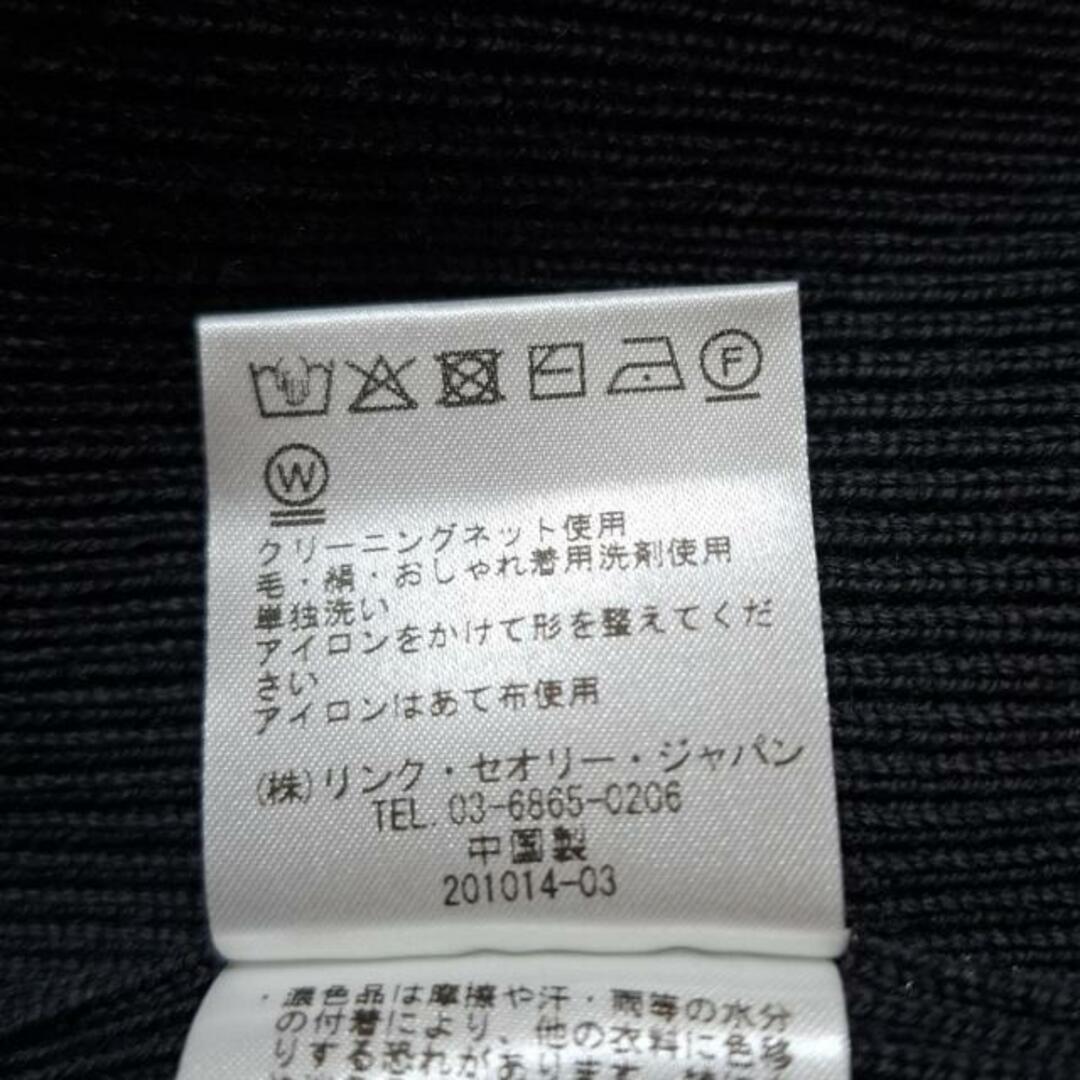 F
W
クリーニングネット使用
毛・絹・おしゃれ着用洗剤使用
単独洗い
アイロンをかけて形を整えてくだ
さい
アイロンはあて布使用
(株)リンク・セオリー・ジャパン
TEL. 03-6865-0206
中国製
201014-03
・濃色品は摩擦や汗・雨等の水分
の付着により、他の衣料に色移
りする恐れがあります